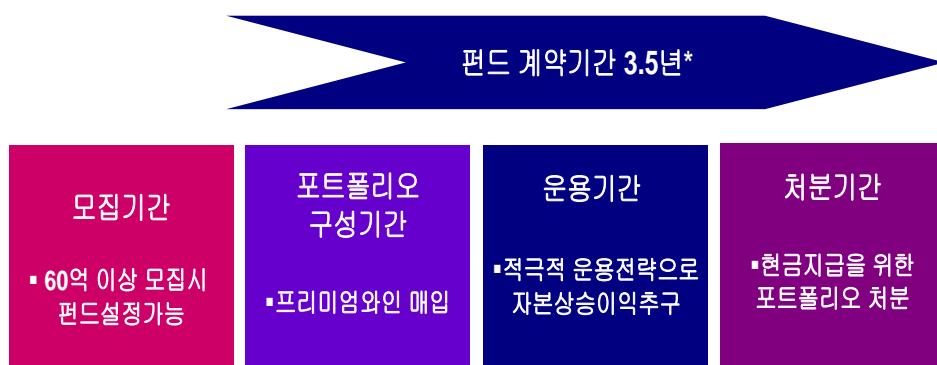 펀드 계약기간 3.5년*
모집기간
▪ 60억 이상 모집시
펀드설정가능
포트폴리오
구성기간
▪프리미엄와인 매입
운용기간
▪적극적 운용전략으로
자본상승이익추구
처분기간
▪현금지급을 위한
포트폴리오 처분